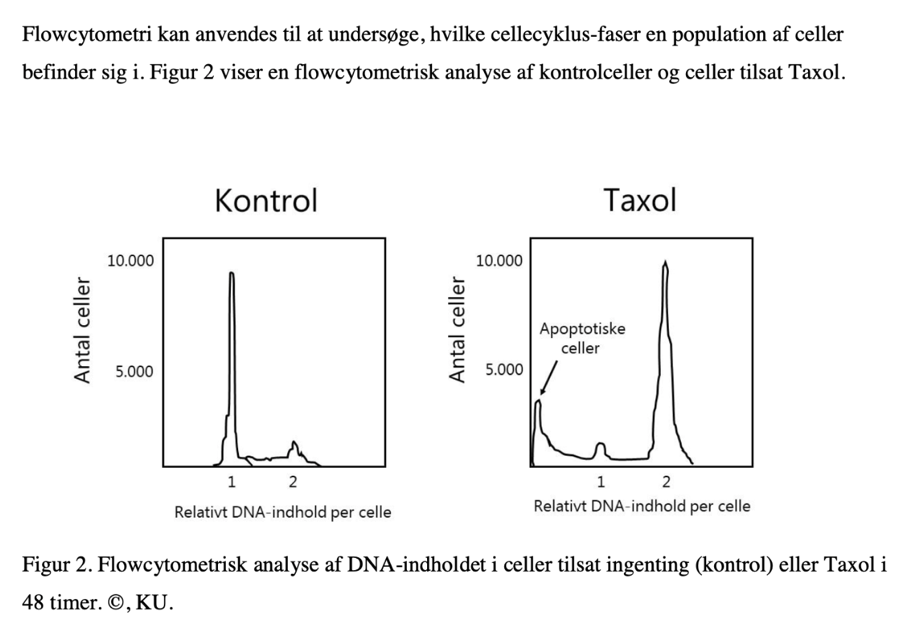 Flowcytometri kan anvendes til at undersøge, hvilke cellecyklus-faser en population af celler
befinder sig i. Figur 2 viser en flowcytometrisk analyse af kontrolceller og celler tilsat Taxol.
Kontrol
10.000
5.000
Antal celler
1 2
Relativt DNA-indhold per celle
Taxol
10.000
5.000
Antal celler
Apoptotiske
celler
1 2
Relativt DNA-indhold per celle
Figur 2. Flowcytometrisk analyse af DNA-indholdet i celler tilsat ingenting (kontrol) eller Taxol i
48 timer. ©, KU.